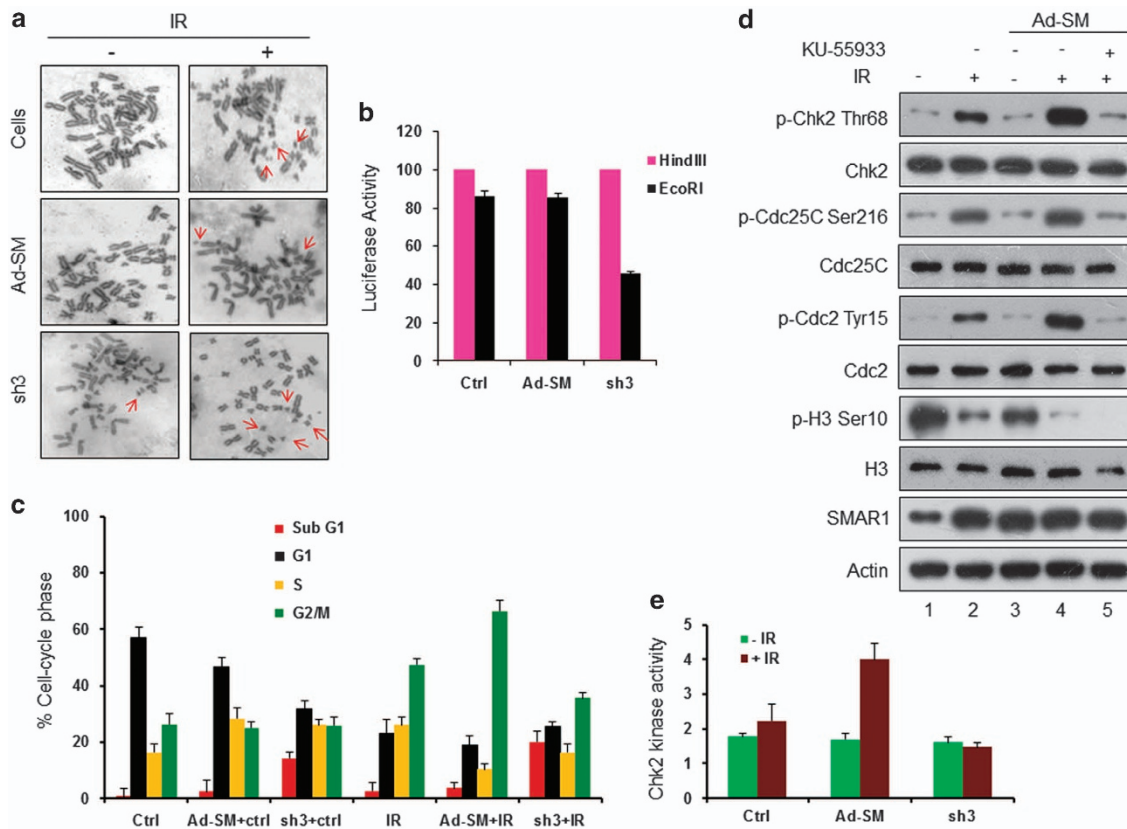 a
IR
-
+
Cells
Ad-SM
sh3
b
Luciferase Activity
120
100
80
60
40
20
0
HindIII
EcoRI
Ctrl
Ad-SM
sh3
c
% Cell-cycle phase
100
80
60
40
20
0
Sub G1
G1
S
G2/M
Ctrl
Ad-SM+ctrl
sh3+ctrl
IR
Ad-SM+IR
sh3+IR
d
Ad-SM
KU-55933 - - +
IR - + - + +
p-Chk2 Thr68
Chk2
p-Cdc25C Ser216
Cdc25C
p-Cdc2 Tyr15
Cdc2
p-H3 Ser10
H3
SMAR1
Actin
1 2 3 4 5
e
Chk2 kinase activity
5
4
3
2
1
0
- IR
+ IR
Ctrl
Ad-SM
sh3